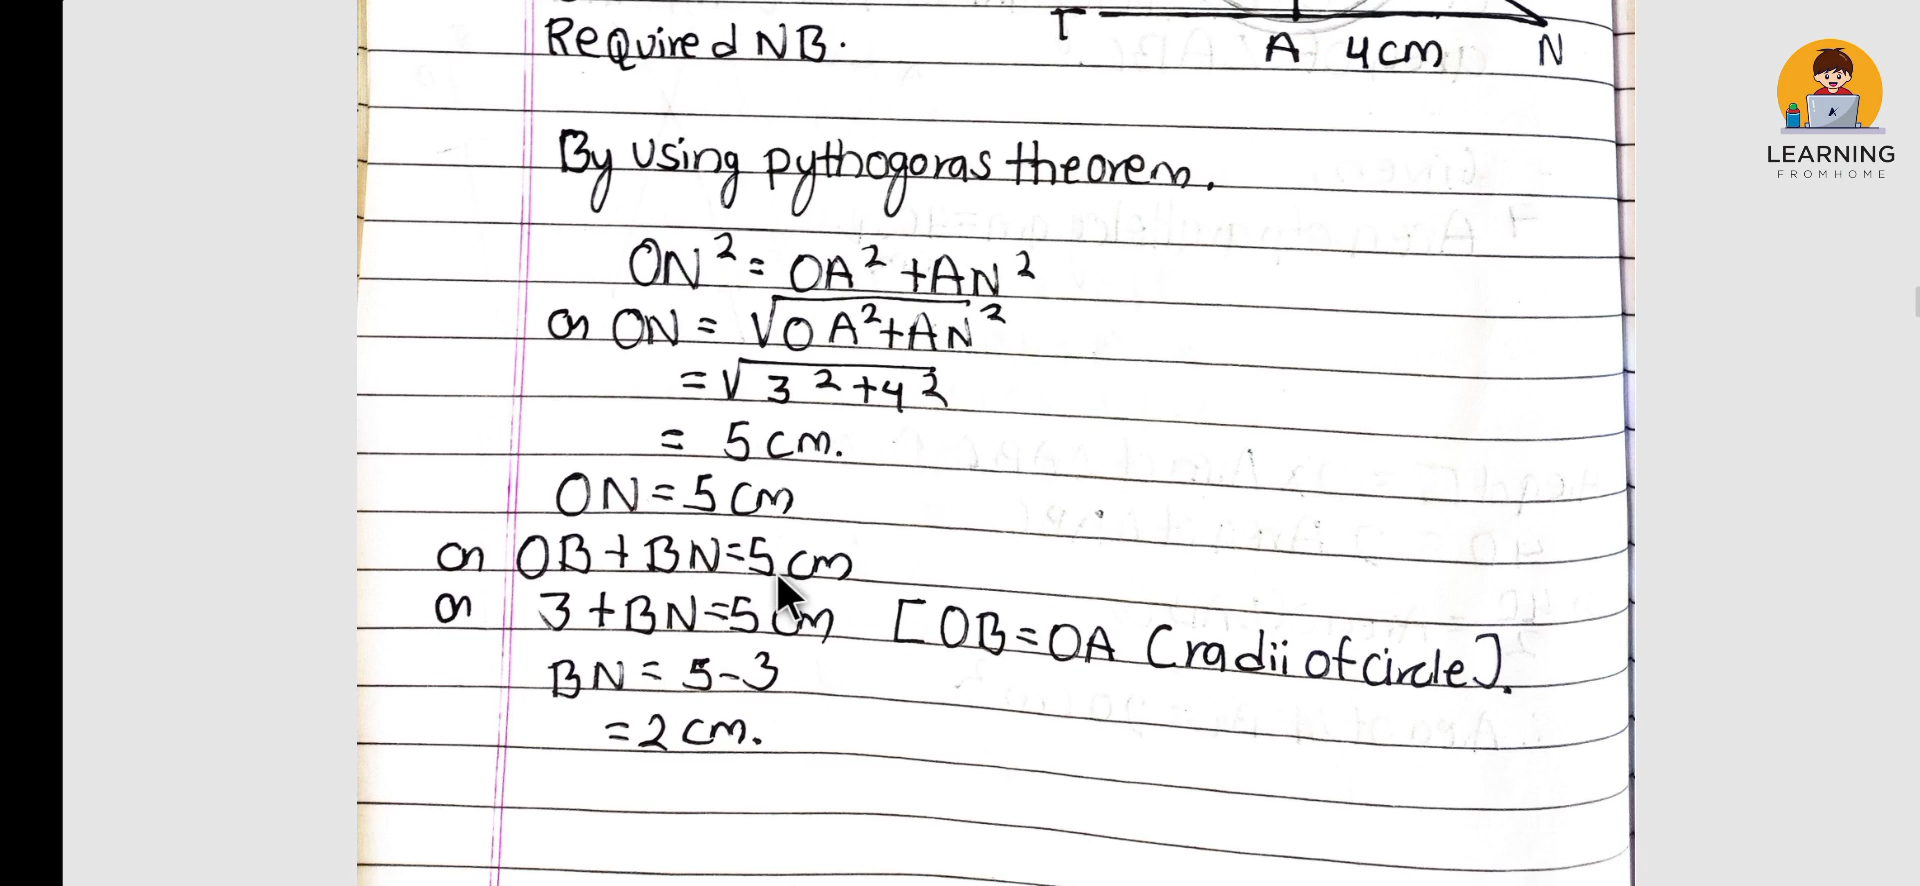 T
Required NB.
A 4cm N
LEARNING
FROMHOME
By using pythogoras theorem.
ON² = OA² + AN²
or ON = √OA² + AN²
= √3² + 4²
= 5 cm.
ON = 5 cm
or OB + BN = 5 cm
or 3 + BN = 5 cm [OB = OA (radii of circle].
BN = 5 - 3
= 2 cm.